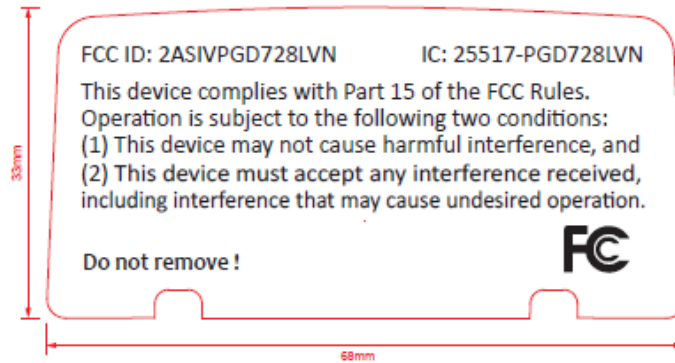 FCC ID: 2ASIVPGD728LVN IC: 25517-PGD728LVN
This device complies with Part 15 of the FCC Rules.
Operation is subject to the following two conditions:
(1) This device may not cause harmful interference, and
(2) This device must accept any interference received,
including interference that may cause undesired operation.
FC
Do not remove !
33mm
68mm